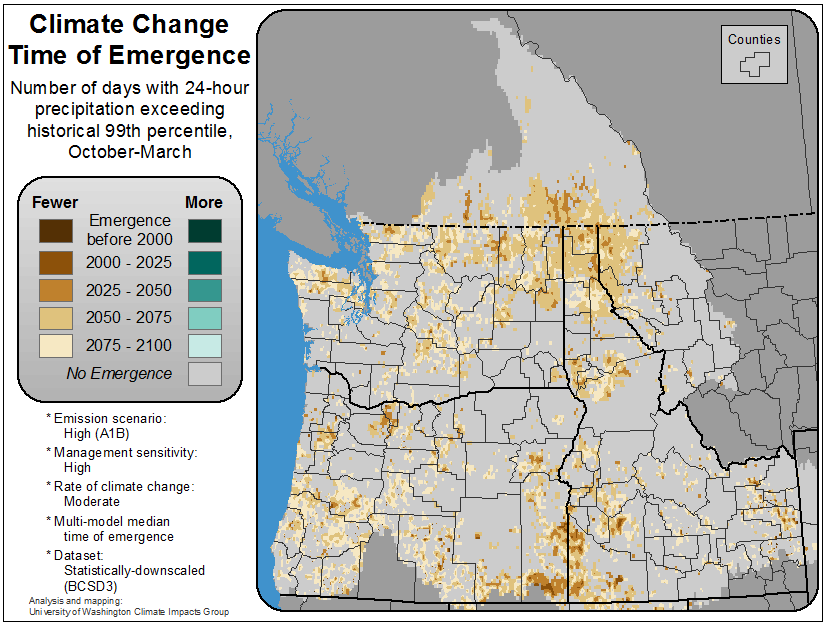 Climate Change
Time of Emergence
Number of days with 24-hour
precipitation exceeding
historical 99th percentile,
October-March
Fewer More
Emergence
before 2000
2000 - 2025
2025 - 2050
2050 - 2075
2075 - 2100
No Emergence
* Emission scenario:
High (A1B)
* Management sensitivity:
High
* Rate of climate change:
Moderate
* Multi-model median
time of emergence
* Dataset:
Statistically-downscaled
(BCSD3)
Analysis and mapping:
University of Washington Climate Impacts Group
Counties